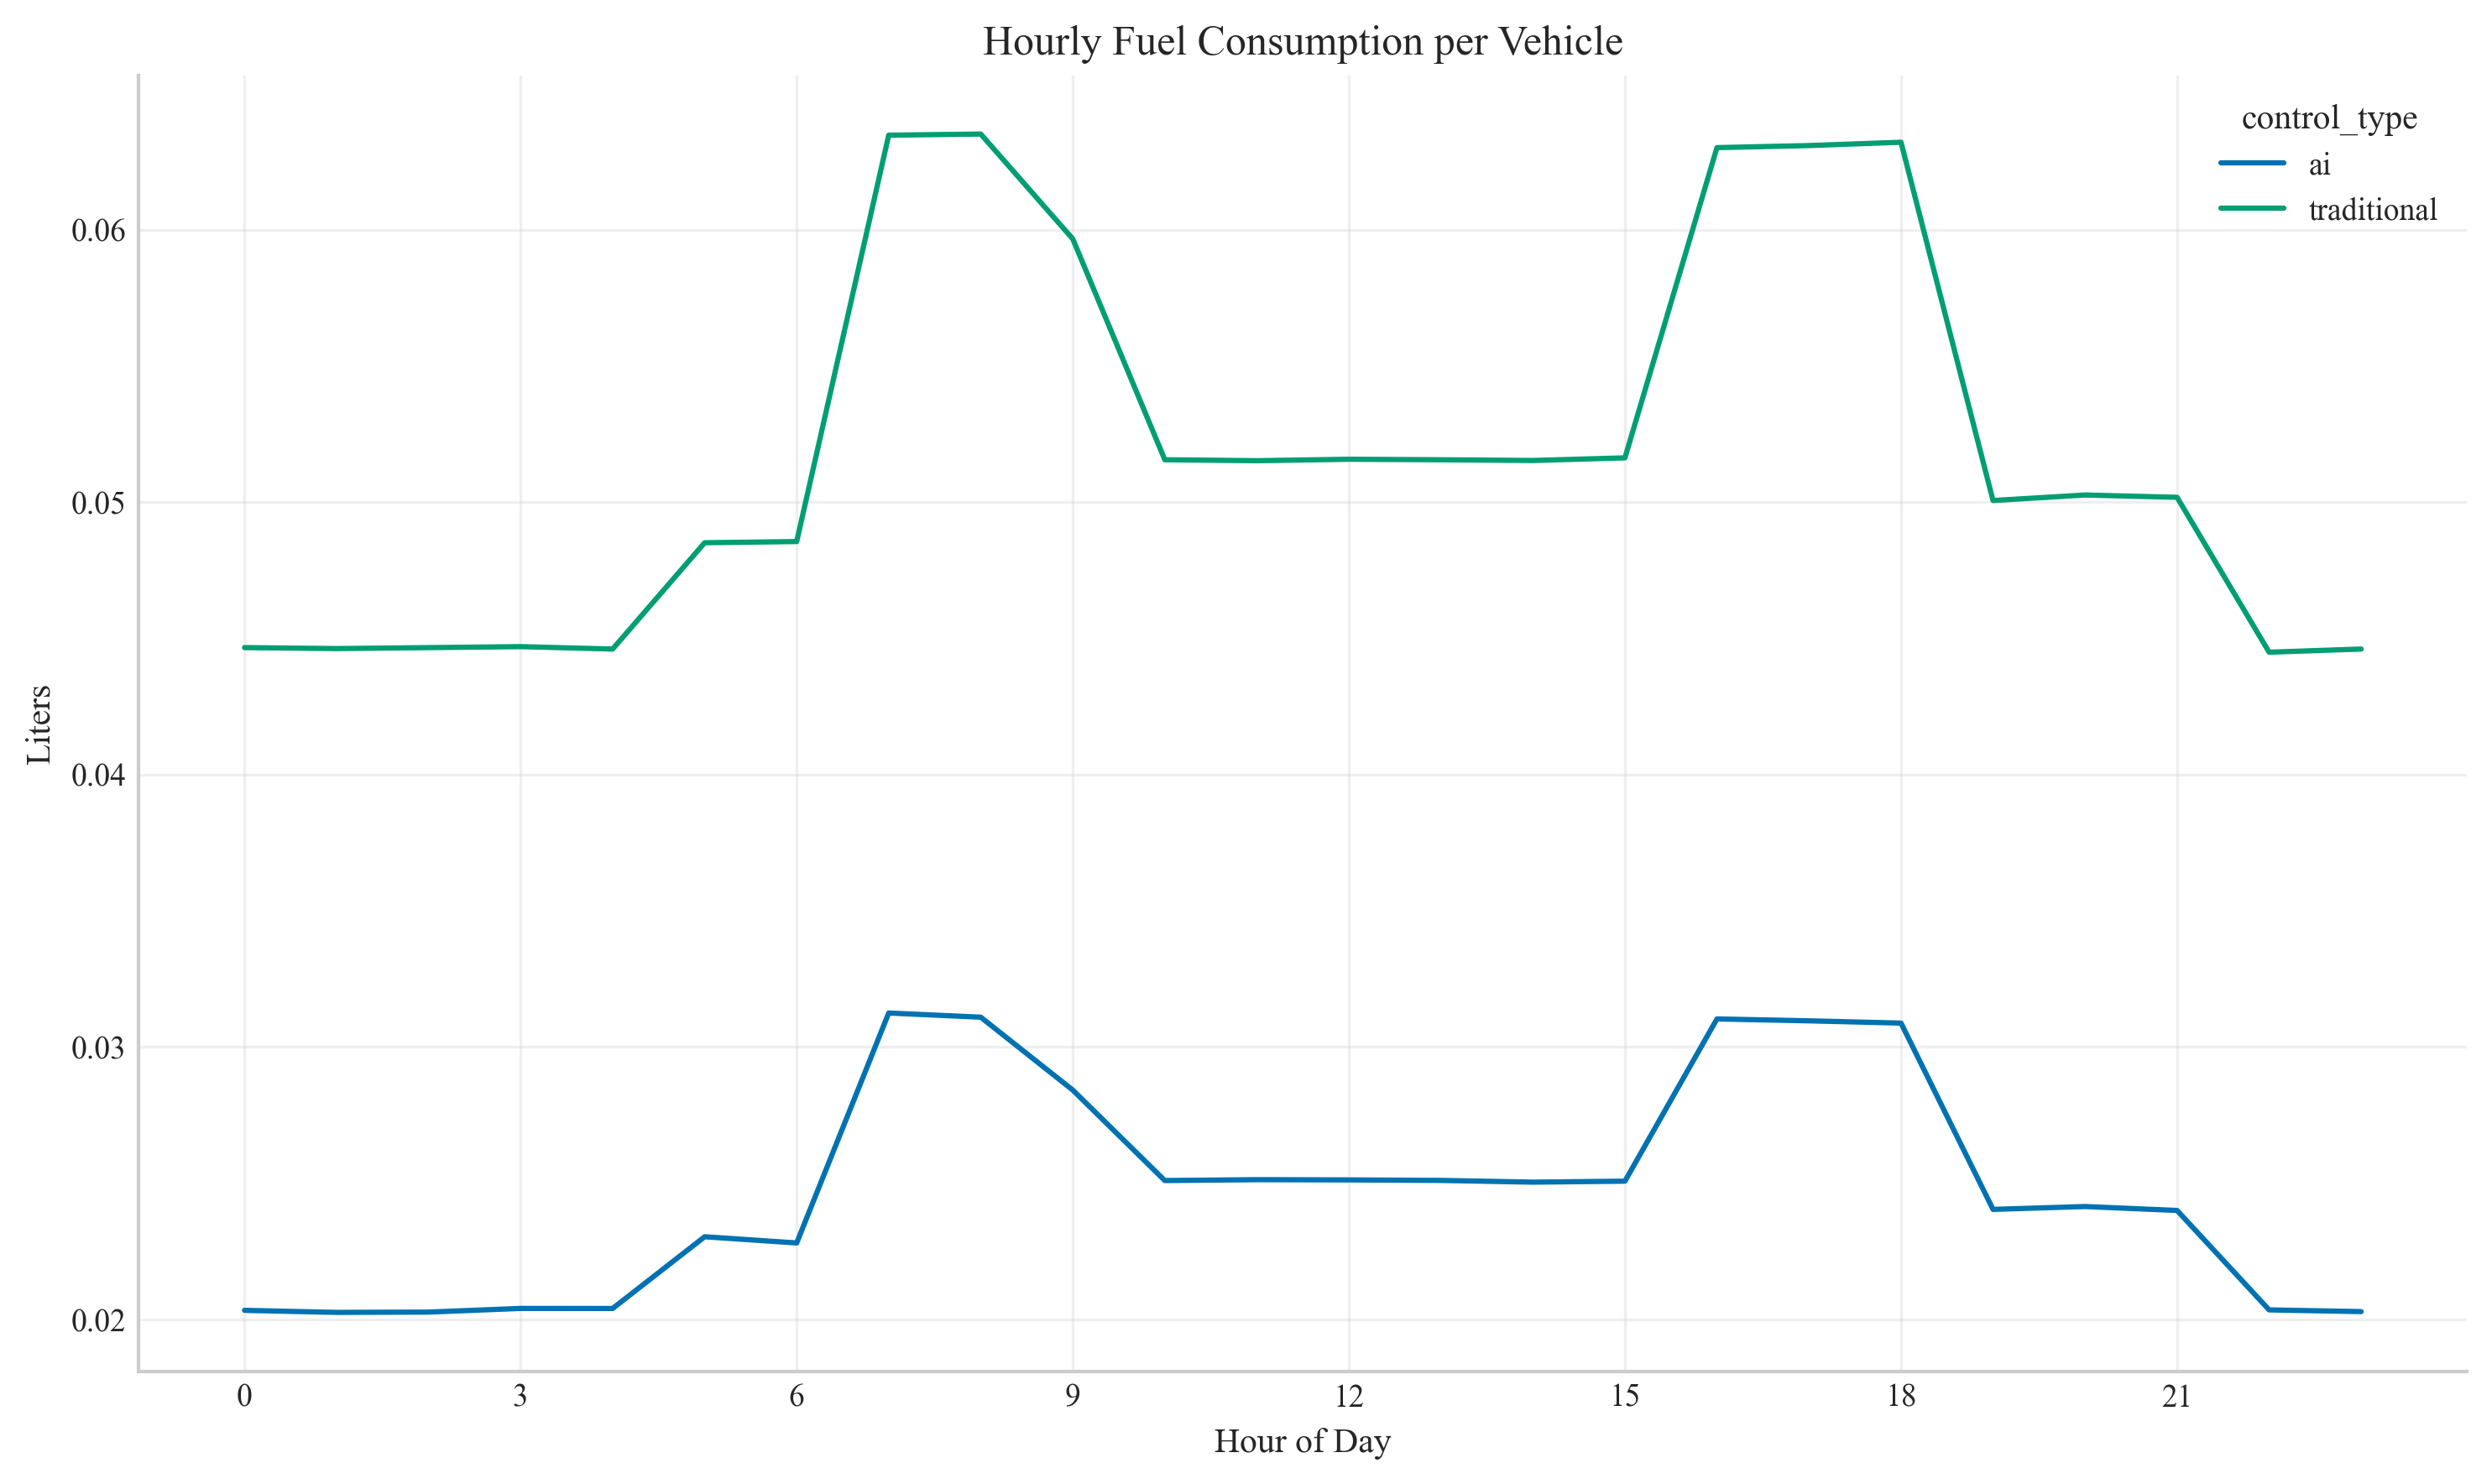 Hourly Fuel Consumption per Vehicle
control_type
ai
traditional
0.06
0.05
0.04
0.03
0.02
Liters
0
3
6
9
12
15
18
21
Hour of Day